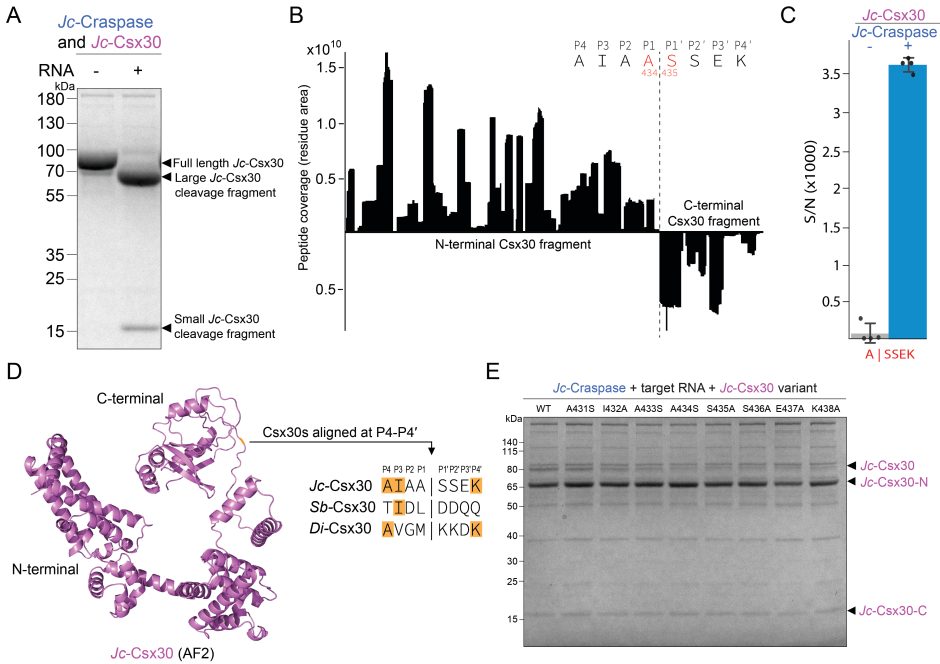 A
Jc-Craspase
and Jc-Csx30
RNA - +
kDa
180
130
100
70
55
35
25
15
Full length Jc-Csx30
Large Jc-Csx30
cleavage fragment
Small Jc-Csx30
cleavage fragment
B
x10¹⁰
1.5
1.0
0.5
10¹⁰
0.5
Peptide coverage (residue area)
P4 P3 P2 P1 P1' P2' P3' P4'
A I A A S S E K
434 435
N-terminal Csx30 fragment
C-terminal
Csx30 fragment
C
Jc-Csx30
Jc-Craspase
- +
S/N (x1000)
3.5
3
2
1
0.5
A | SSEK
D
C-terminal
N-terminal
Jc-Csx30 (AF2)
Csx30s aligned at P4-P4′
P4 P3 P2 P1 P1' P2' P3' P4'
Jc-Csx30 AIAA SSEK
Sb-Csx30 TIDL DDQQ
Di-Csx30 AVGM KKDK
E
Jc-Craspase + target RNA + Jc-Csx30 variant
kDa WT A431S I432A A433S A434S S435A S436A E437A K438A
140
115
80
65
50
40
30
25
15
Jc-Csx30
Jc-Csx30-N
Jc-Csx30-C